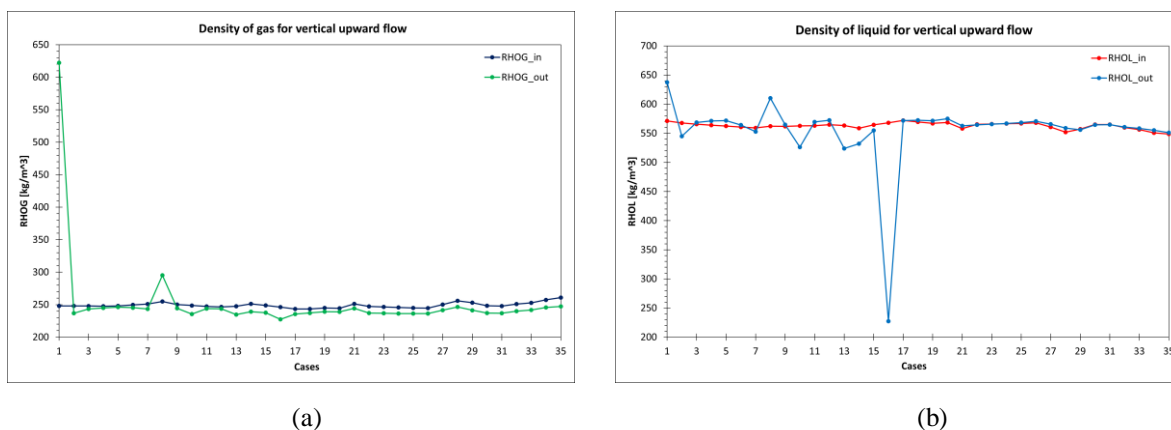 Density of gas for vertical upward flow
RHOG_in
RHOG_out
RHOG [kg/m^3]
650
600
550
500
450
400
350
300
250
200
1 3 5 7 9 11 13 15 17 19 21 23 25 27 29 31 33 35
Cases
(a)
Density of liquid for vertical upward flow
RHOL_in
RHOL_out
RHOL [kg/m^3]
700
650
600
550
500
450
400
350
300
250
200
1 3 5 7 9 11 13 15 17 19 21 23 25 27 29 31 33 35
Cases
(b)